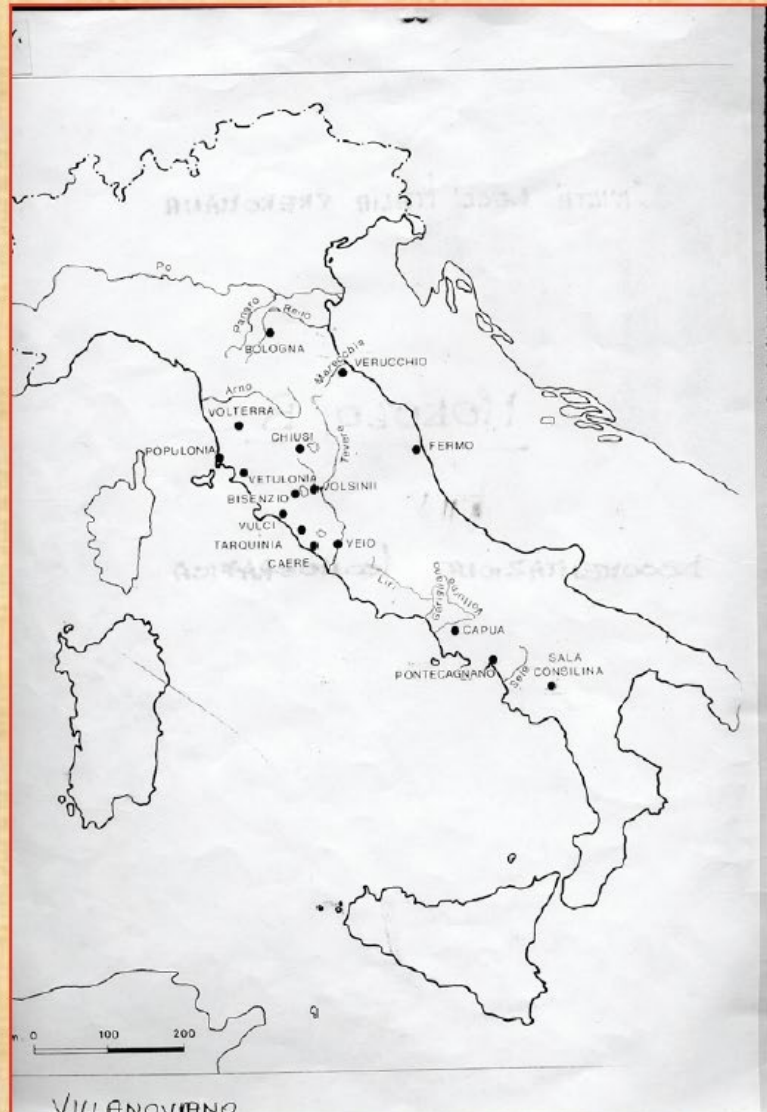 Po
Panaro
Reno
BOLOGNA
Marecchia
VERUCCHIO
Arno
VOLTERRA
CHIUSI
Tevere
FERMO
POPULONIA
VETULONIA
VOLSINII
BISENZIO
VULCI
TARQUINIA
VEIO
CAERE
Liri
Garigliano
Volturno
CAPUA
PONTECAGNANO
Sele
SALA
CONSILINA
0 100 200
VILLANOVIANO